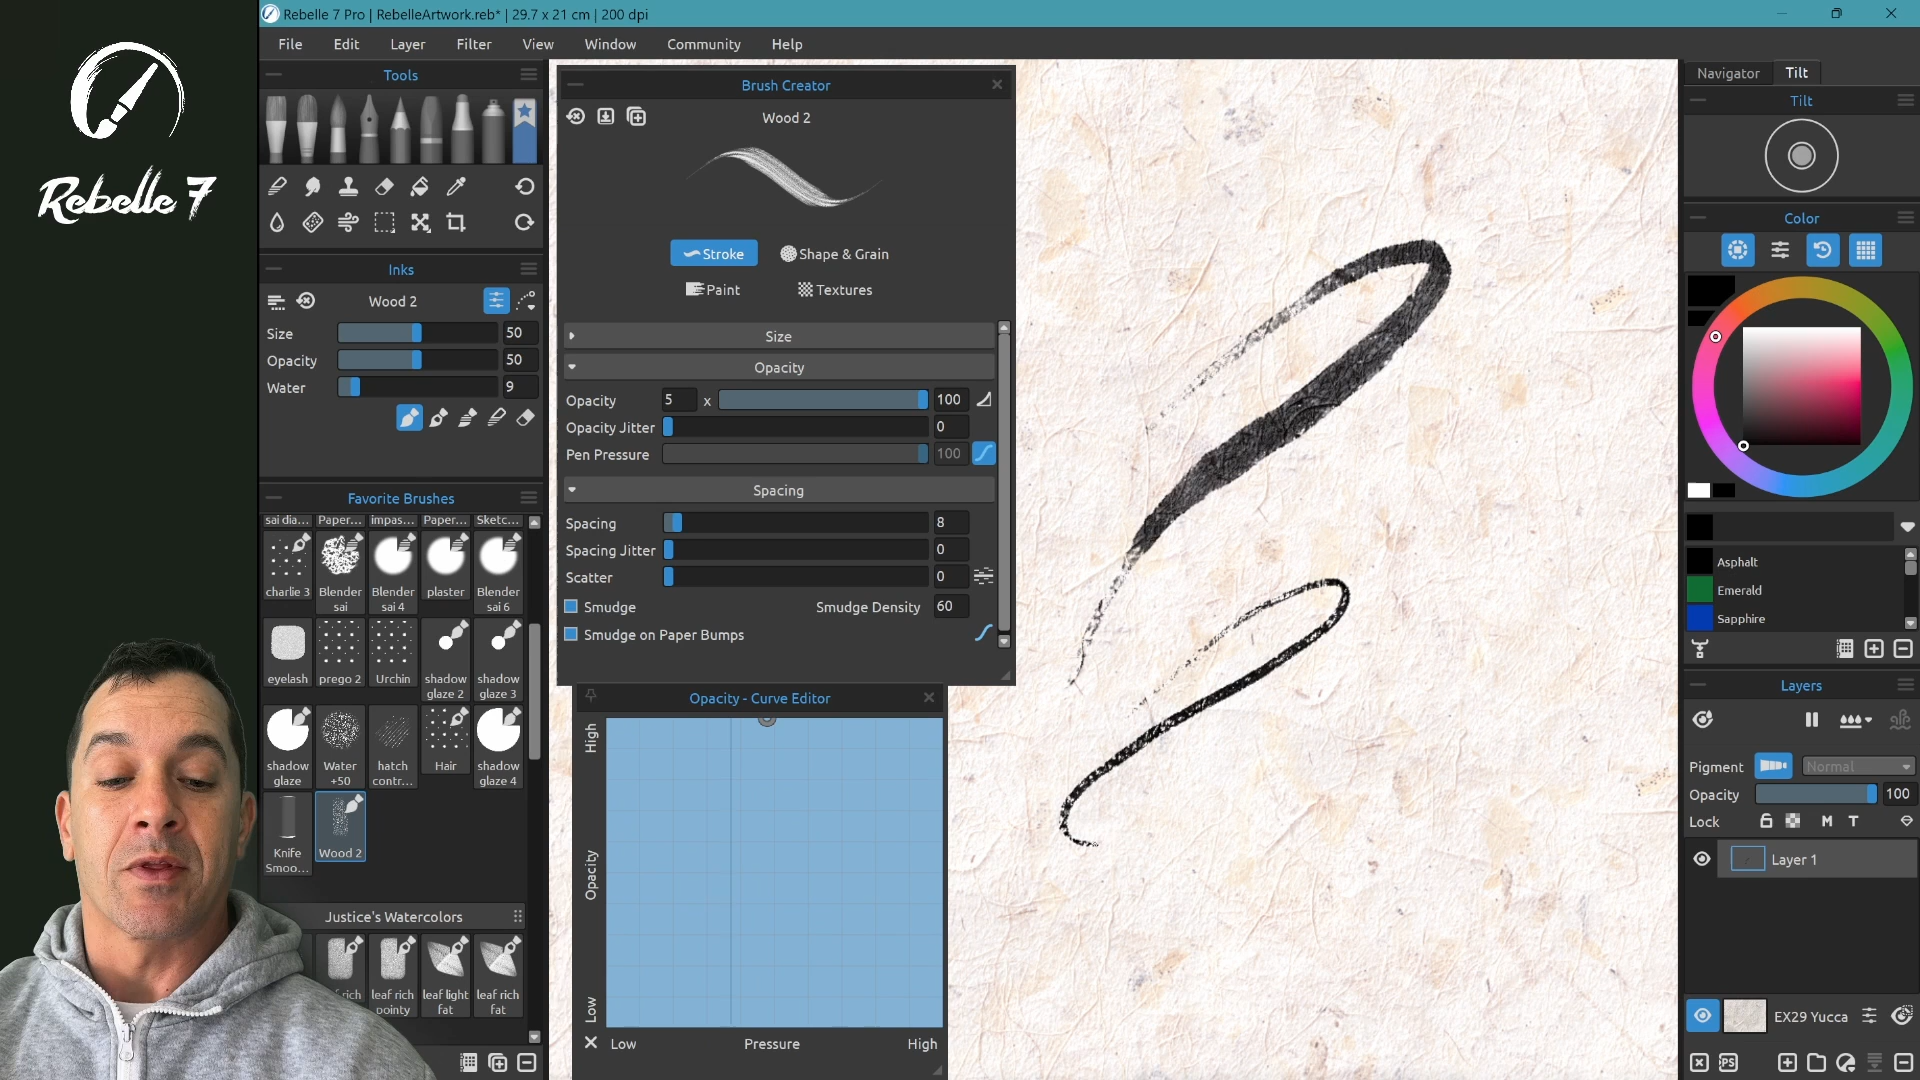 Rebelle 7 Pro | RebelleArtwork.reb* | 29.7 x 21 cm | 200 dpi
File Edit Layer Filter View Window Community Help
Rebelle 7
Tools
Inks
Wood 2
Size 50
Opacity 50
Water 9
Favorite Brushes
sai dia... Paper... impas... Paper... Sketc...
charlie 3 Blender sai Blender sai 4 plaster Blender sai 6
eyelash prego 2 Urchin shadow glaze 2 shadow glaze 3
shadow glaze Water +50 hatch contr... Hair shadow glaze 4
Knife Smoo... Wood 2
Justice's Watercolors
rich leaf rich pointy leaf light fat leaf rich fat
Brush Creator
Wood 2
Stroke Shape & Grain
Paint Textures
Size
Opacity
Opacity 5 x 100
Opacity Jitter 0
Pen Pressure 100
Spacing
Spacing 8
Spacing Jitter 0
Scatter 0
Smudge Smudge Density 60
Smudge on Paper Bumps
Opacity - Curve Editor
High
Opacity
Low
Low Pressure High
Navigator Tilt
Tilt
Color
Asphalt
Emerald
Sapphire
Layers
Pigment Normal
Opacity 100
Lock M T
Layer 1
EX29 Yucca
PS